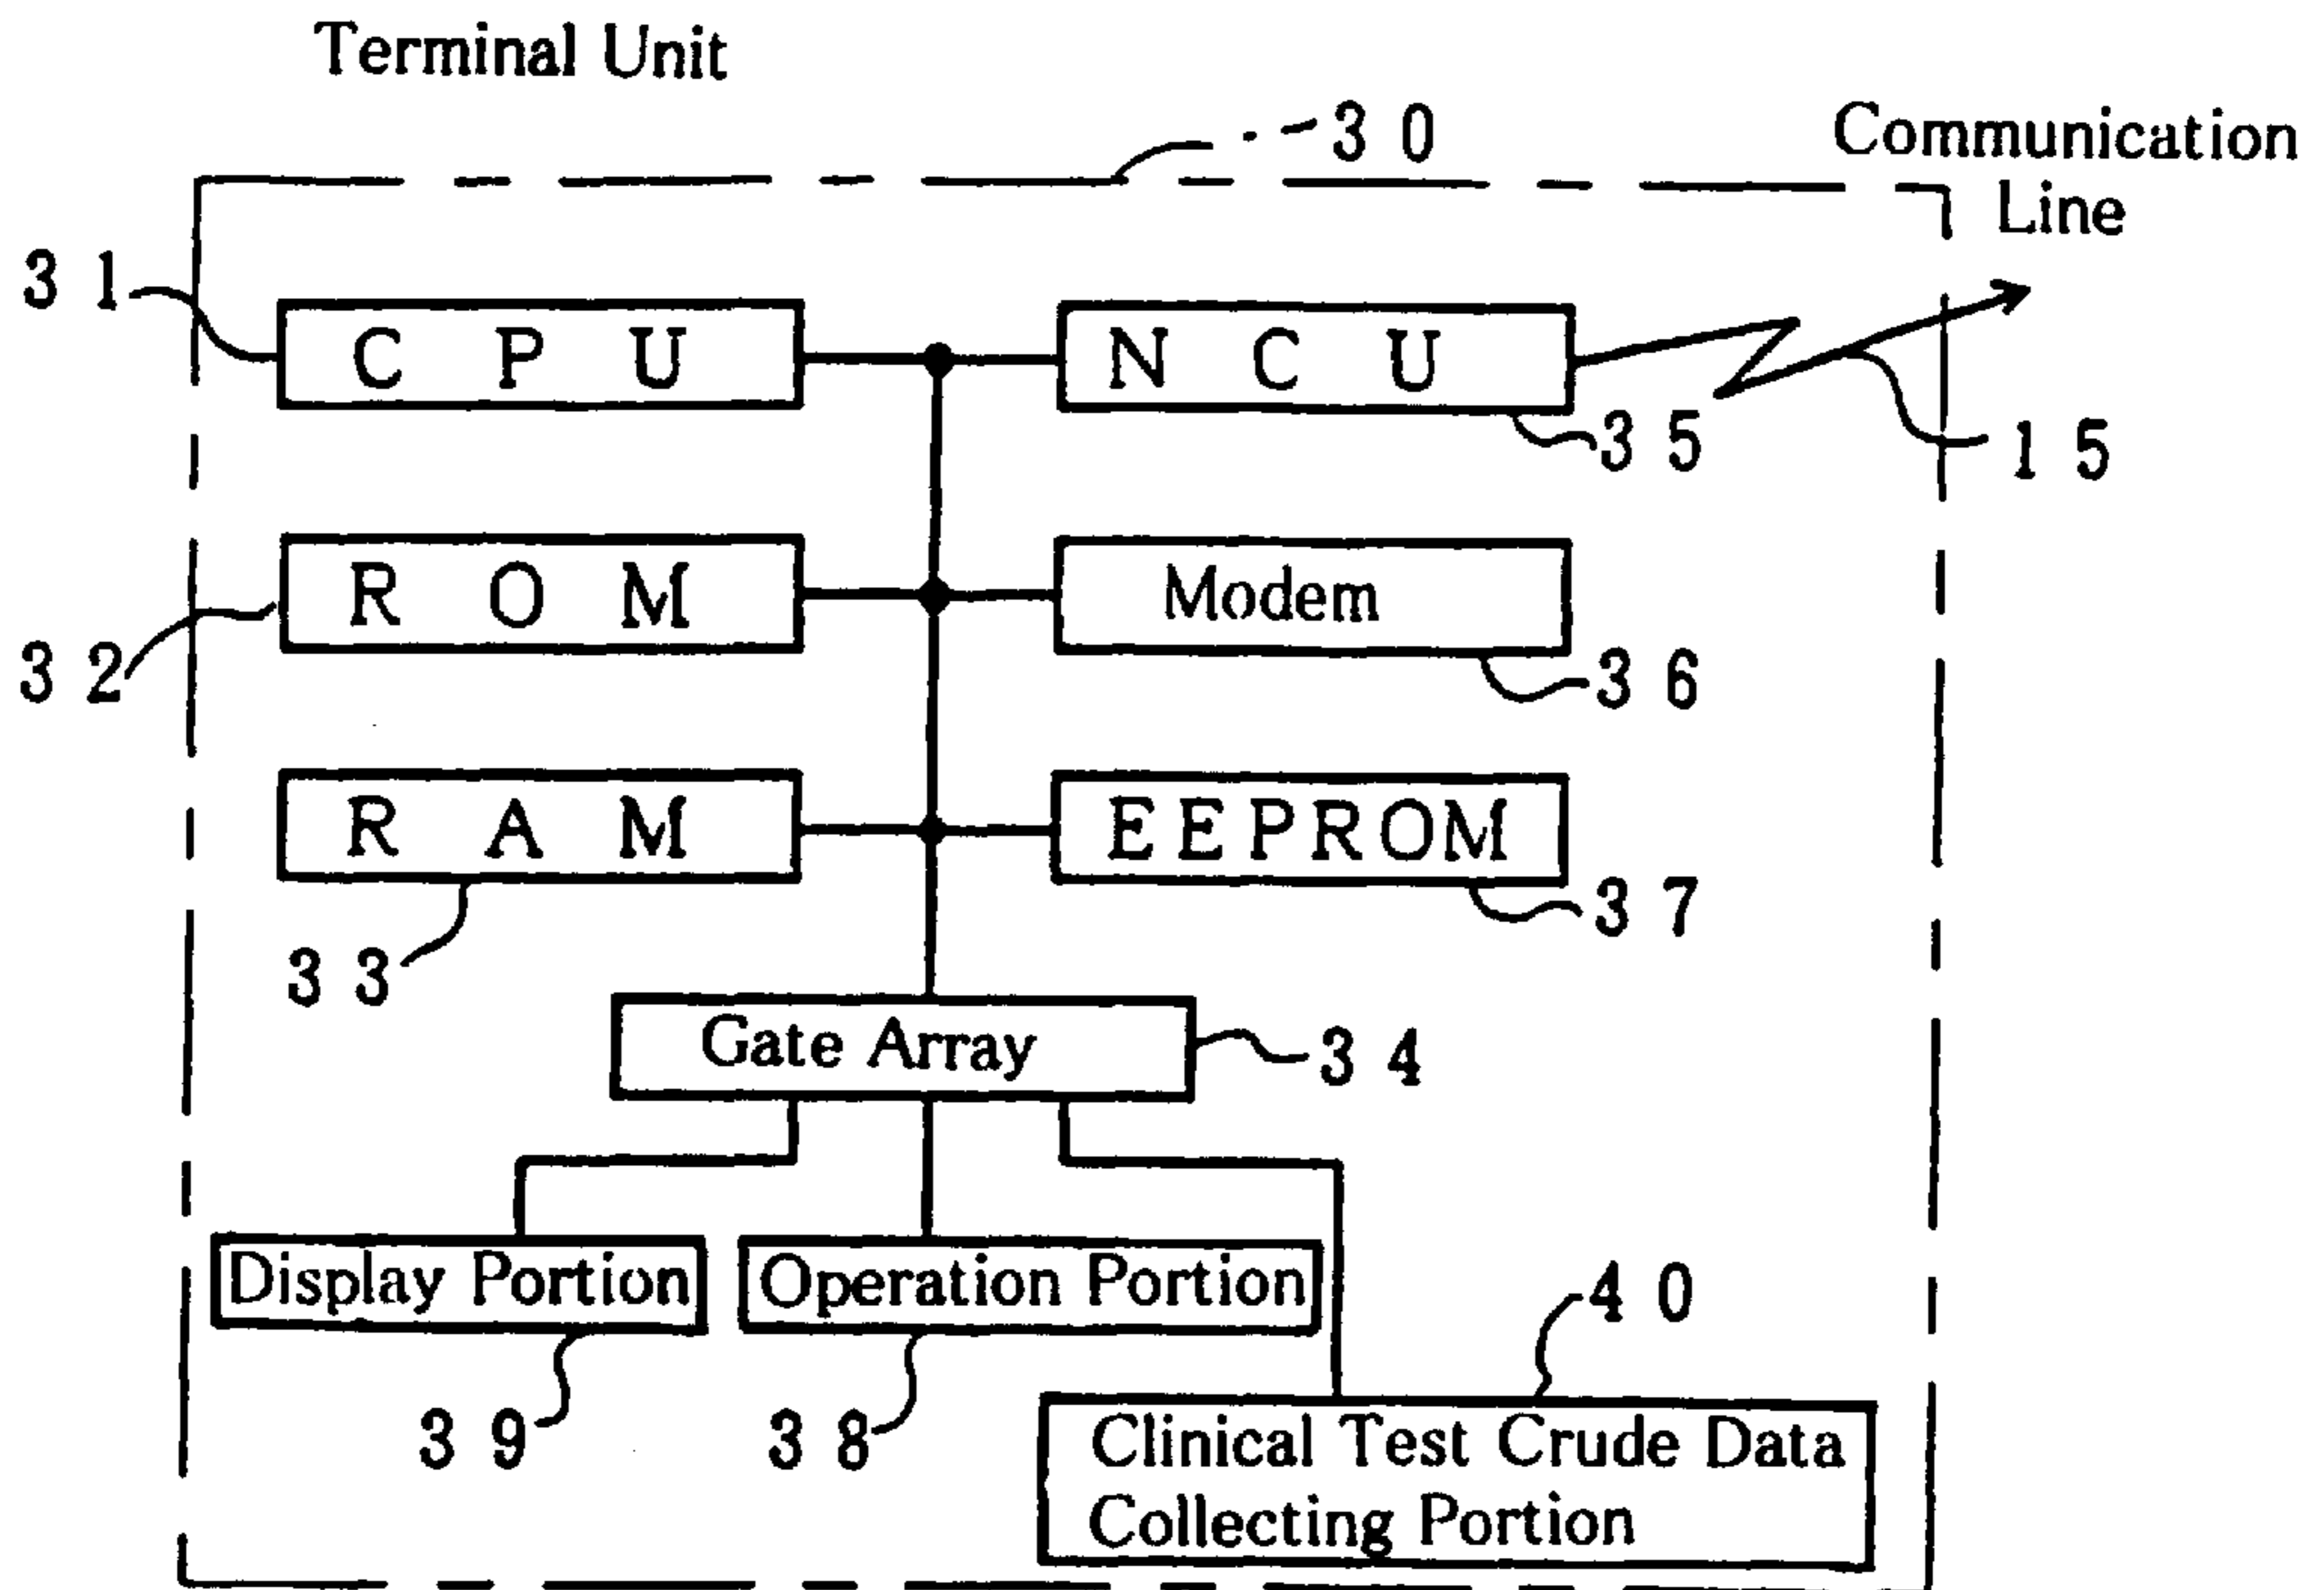 Terminal Unit
30
Communication
Line
31
CPU
NCU
35
15
ROM
Modem
32
36
RAM
EEPROM
37
33
Gate Array
34
Display Portion
Operation Portion
40
39
38
Clinical Test Crude Data
Collecting Portion